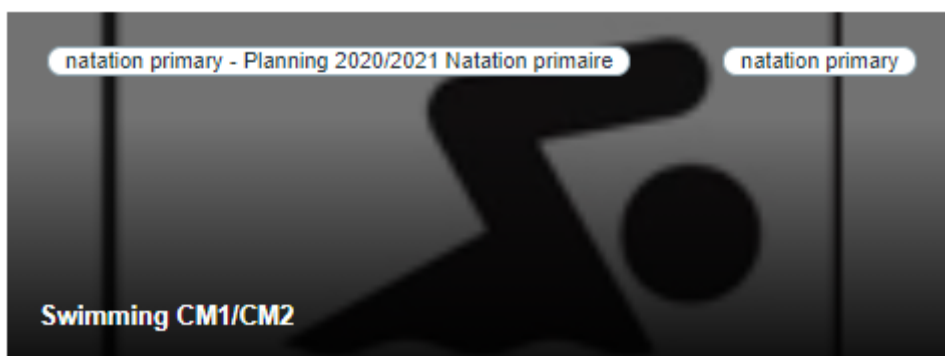 natation primary - Planning 2020/2021 Natation primaire
natation primary
Swimming CM1/CM2